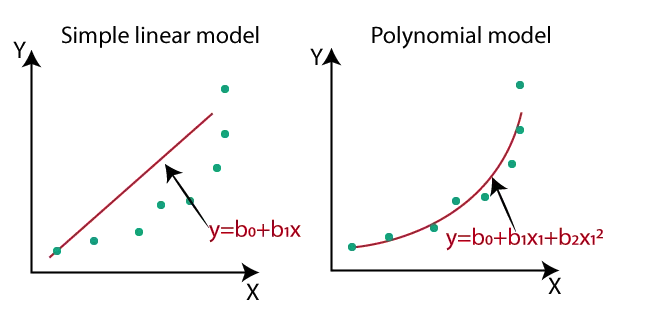 Simple linear model
Y
y=b₀+b₁x
X
Polynomial model
Y
y=b₀+b₁x₁+b₂x₁²
X